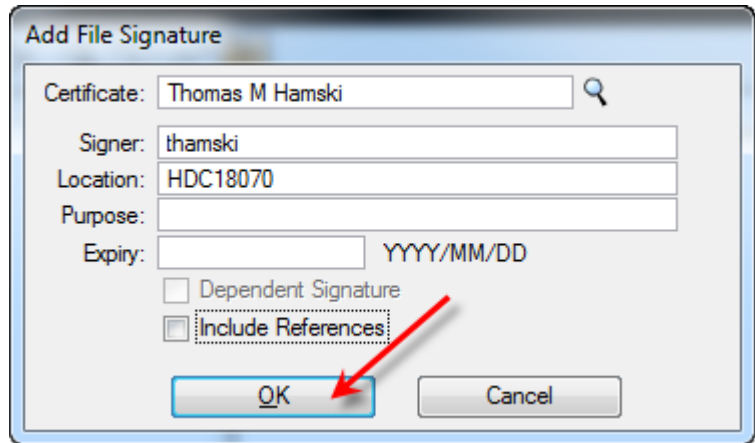 Add File Signature
Certificate: Thomas M Hamski
Signer: thamski
Location: HDC18070
Purpose:
Expiry: YYYY/MM/DD
Dependent Signature
Include References
OK Cancel